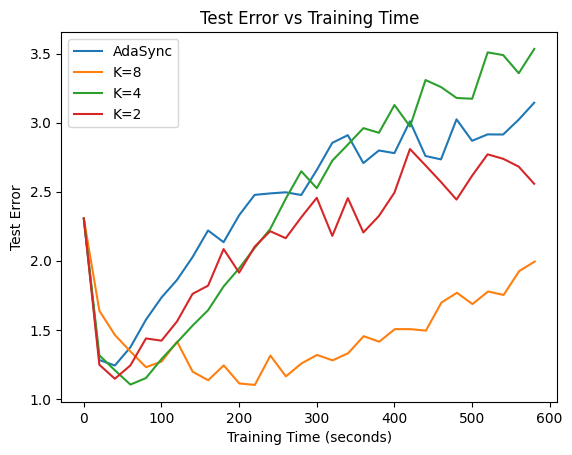 Test Error vs Training Time
AdaSync
K=8
K=4
K=2
Test Error
3.5
3.0
2.5
2.0
1.5
1.0
0 100 200 300 400 500 600
Training Time (seconds)